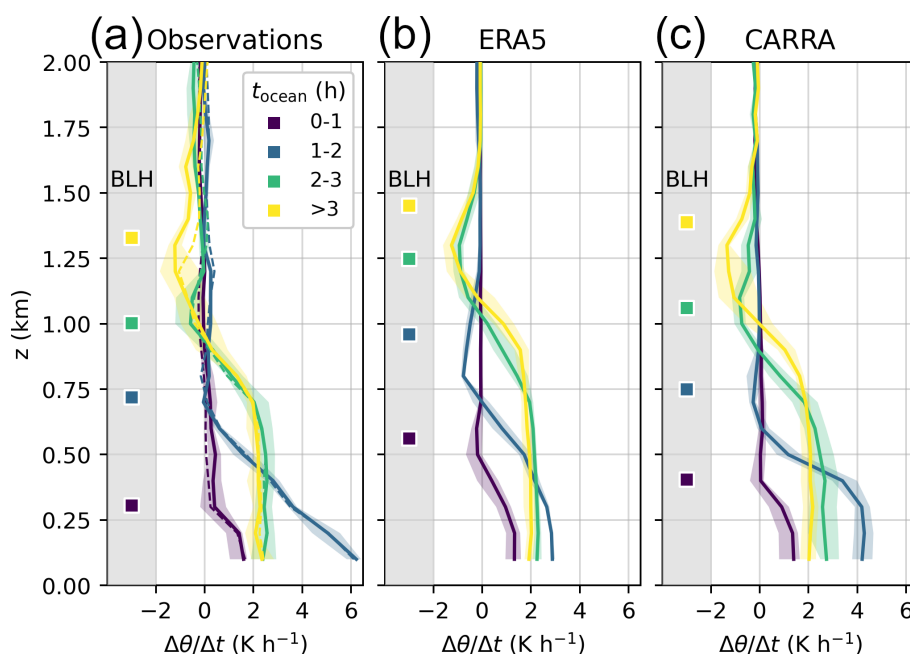 (a) Observations
(b) ERA5
(c) CARRA
z (km)
2.00
1.75
1.50
1.25
1.00
0.75
0.50
0.25
0.00
BLH
t_ocean (h)
0-1
1-2
2-3
>3
BLH
BLH
−2 0 2 4 6
−2 0 2 4 6
−2 0 2 4 6
Δθ/Δt (K h⁻¹)
Δθ/Δt (K h⁻¹)
Δθ/Δt (K h⁻¹)